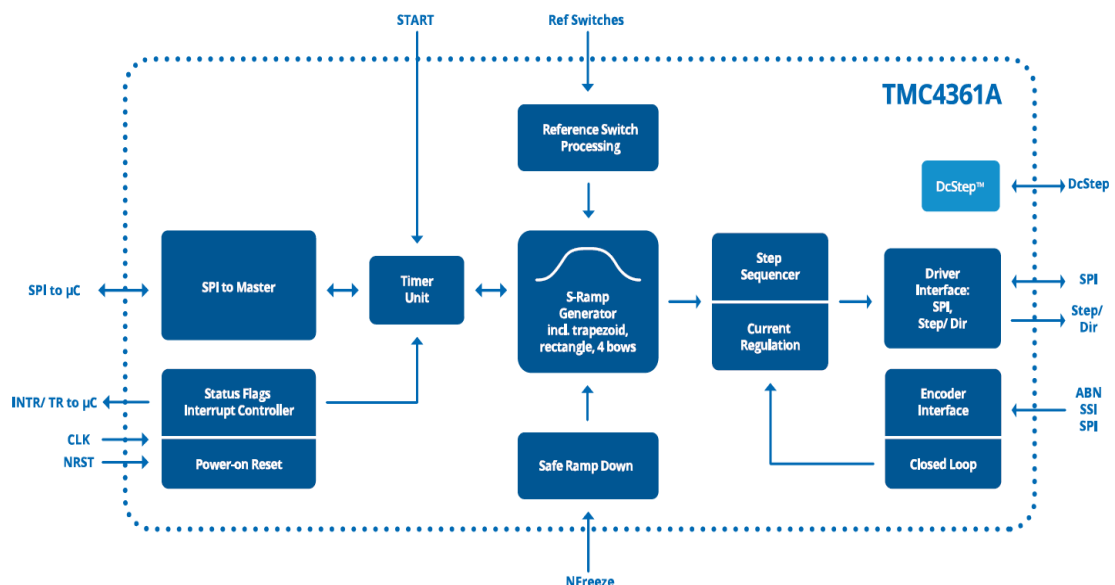 START
Ref Switches
TMC4361A
Reference Switch
Processing
DcStep™
DcStep
SPI to µC
SPI to Master
Timer
Unit
S-Ramp
Generator
incl. trapezoid,
rectangle, 4 bows
Step
Sequencer
Current
Regulation
Driver
Interface:
SPI,
Step/ Dir
SPI
Step/
Dir
INTR/ TR to µC
CLK
NRST
Status Flags
Interrupt Controller
Power-on Reset
Safe Ramp Down
Encoder
Interface
Closed Loop
ABN
SSI
SPI
NFreeze